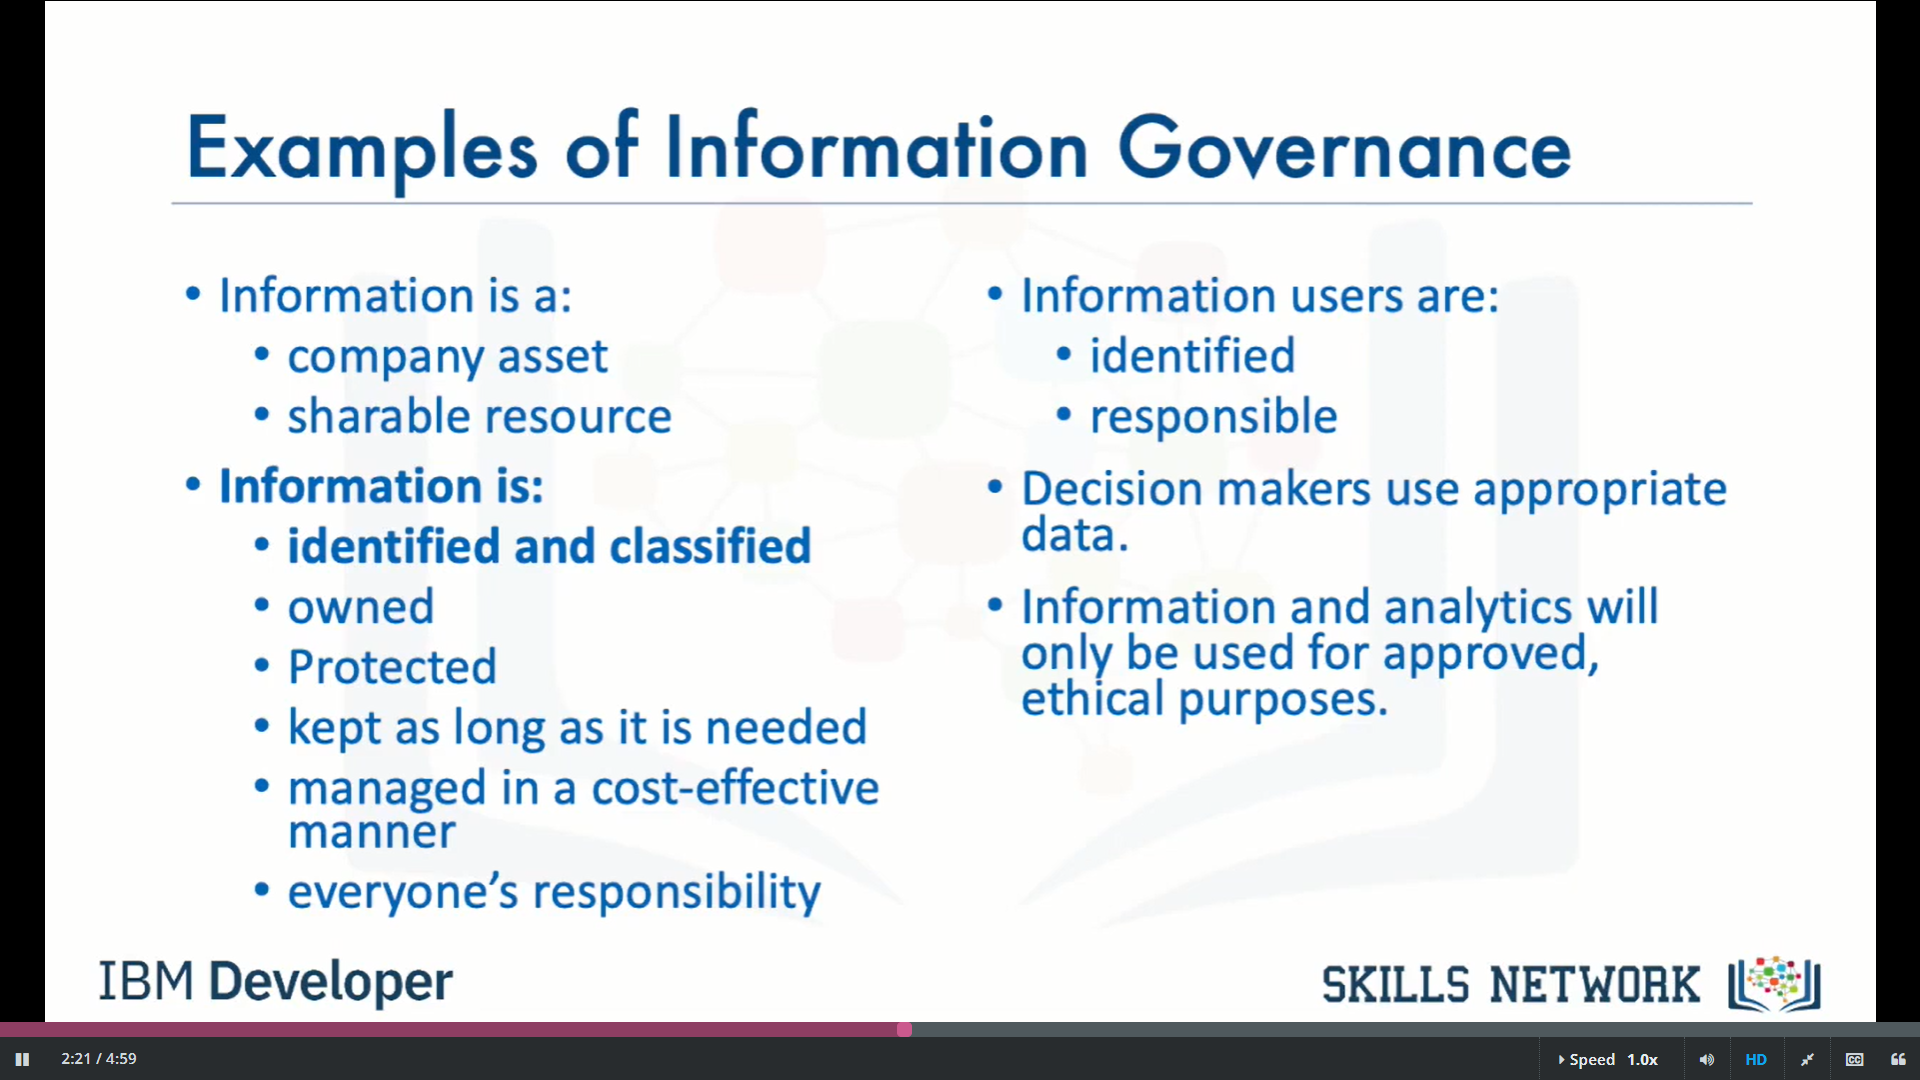 Examples of Information Governance
• Information is a:
• company asset
• sharable resource
• Information is:
• identified and classified
• owned
• Protected
• kept as long as it is needed
• managed in a cost-effective
manner
• everyone’s responsibility
• Information users are:
• identified
• responsible
• Decision makers use appropriate
data.
• Information and analytics will
only be used for approved,
ethical purposes.
IBM Developer
SKILLS NETWORK
2:21 / 4:59
Speed 1.0x
HD
CC